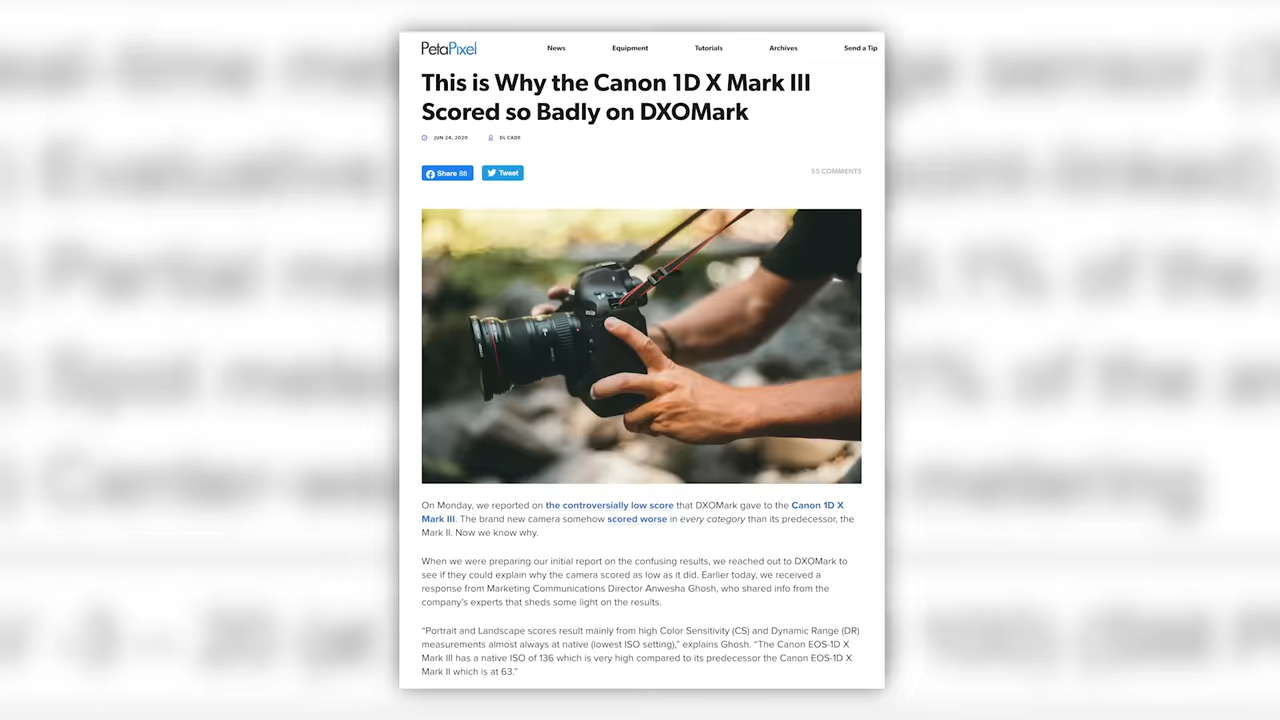 PetaPixel
News Equipment Tutorials Archives Send a Tip
This is Why the Canon 1D X Mark III
Scored so Badly on DXOMark
JUN 24, 2020 DL CADE
Share 88 Tweet
55 COMMENTS
On Monday, we reported on the controversially low score that DXOMark gave to the Canon 1D X
Mark III. The brand new camera somehow scored worse in every category than its predecessor, the
Mark II. Now we know why.
When we were preparing our initial report on the confusing results, we reached out to DXOMark to
see if they could explain why the camera scored as low as it did. Earlier today, we received a
response from Marketing Communications Director Anwesha Ghosh, who shared info from the
company’s experts that sheds some light on the results.
“Portrait and Landscape scores result mainly from high Color Sensitivity (CS) and Dynamic Range (DR)
measurements almost always at native (lowest ISO setting),” explains Ghosh. “The Canon EOS-1D X
Mark III has a native ISO of 136 which is very high compared to its predecessor the Canon EOS-1D X
Mark II which is at 63.”